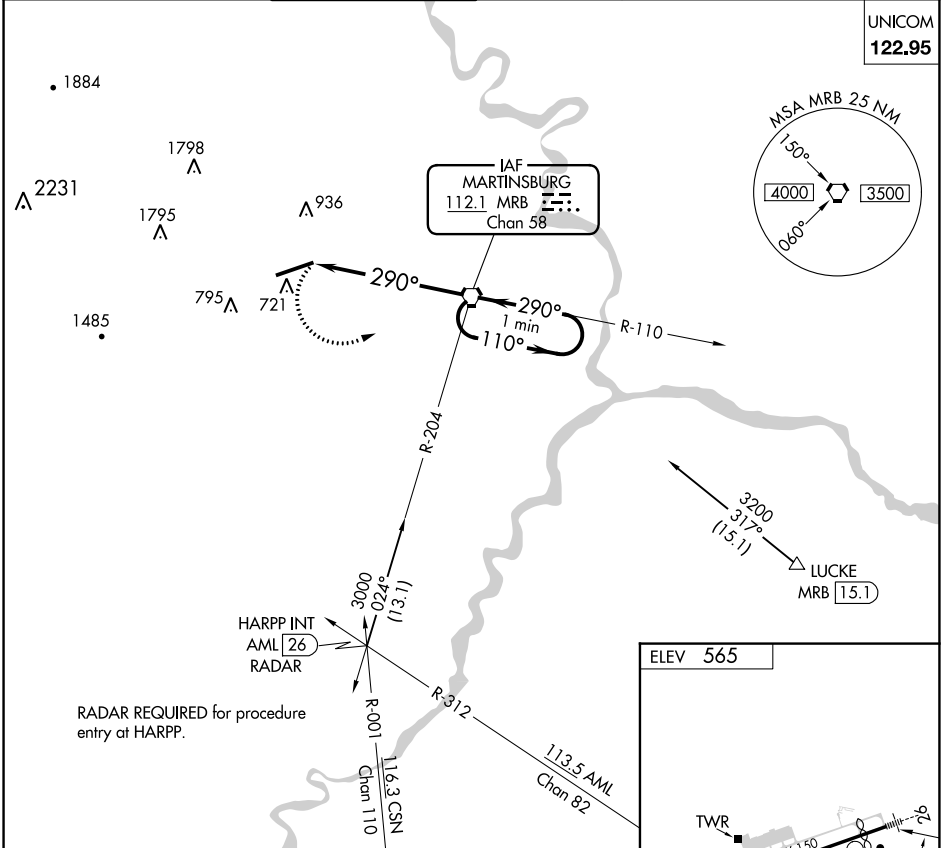 UNICOM
122.95
1884
MSA MRB 25 NM
150°
4000
3500
060°
1798
2231
1795
936
IAF
MARTINSBURG
112.1 MRB
Chan 58
290°
795
721
1485
290°
1 min
110°
R-110
R-204
3200
317°
(15.1)
LUCKE
MRB 15.1
3000
024°
(13.1)
HARPP INT
AML 26
RADAR
RADAR REQUIRED for procedure
entry at HARPP.
R-312
R-001
116.3 CSN
Chan 110
113.5 AML
Chan 82
ELEV 565
TWR
26